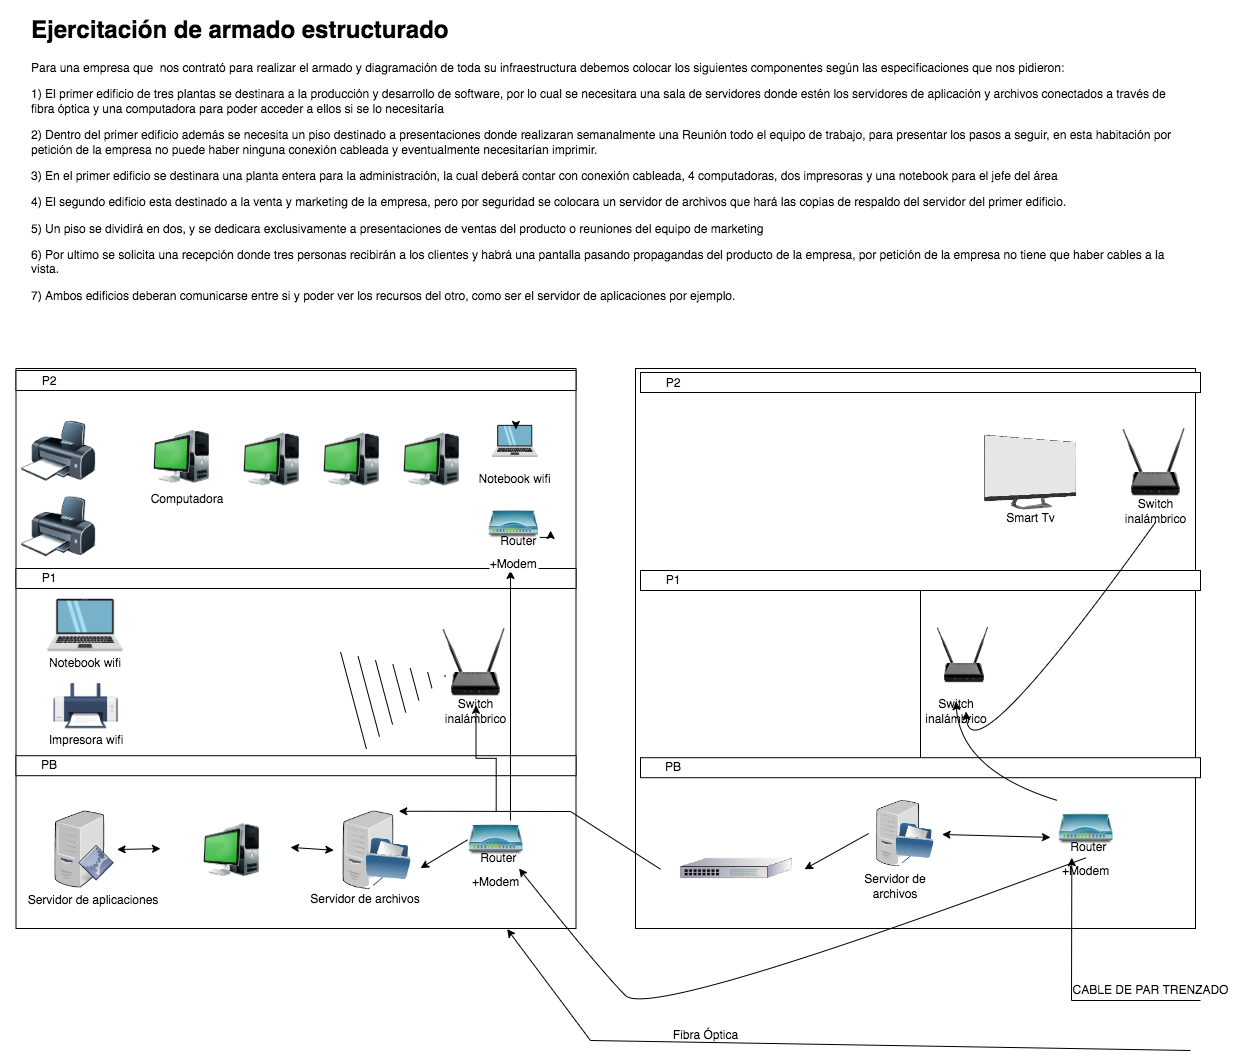 Ejercitación de armado estructurado
Para una empresa que  nos contrató para realizar el armado y diagramación de toda su infraestructura debemos colocar los siguientes componentes según las especificaciones que nos pidieron:
1) El primer edificio de tres plantas se destinara a la producción y desarrollo de software, por lo cual se necesitara una sala de servidores donde estén los servidores de aplicación y archivos conectados a través de
fibra óptica y una computadora para poder acceder a ellos si se lo necesitaría
2) Dentro del primer edificio además se necesita un piso destinado a presentaciones donde realizaran semanalmente una Reunión todo el equipo de trabajo, para presentar los pasos a seguir, en esta habitación por
petición de la empresa no puede haber ninguna conexión cableada y eventualmente necesitarían imprimir.
3) En el primer edificio se destinara una planta entera para la administración, la cual deberá contar con conexión cableada, 4 computadoras, dos impresoras y una notebook para el jefe del área
4) El segundo edificio esta destinado a la venta y marketing de la empresa, pero por seguridad se colocara un servidor de archivos que hará las copias de respaldo del servidor del primer edificio.
5) Un piso se dividirá en dos, y se dedicara exclusivamente a presentaciones de ventas del producto o reuniones del equipo de marketing
6) Por ultimo se solicita una recepción donde tres personas recibirán a los clientes y habrá una pantalla pasando propagandas del producto de la empresa, por petición de la empresa no tiene que haber cables a la
vista.
7) Ambos edificios deberan comunicarse entre si y poder ver los recursos del otro, como ser el servidor de aplicaciones por ejemplo.
P2
Computadora
Notebook wifi
Router
+Modem
P1
Notebook wifi
Impresora wifi
Switch
inalámbrico
PB
Servidor de aplicaciones
Servidor de archivos
Router
+Modem
P2
Smart Tv
Switch
inalámbrico
P1
Switch
inalámbrico
PB
Servidor de
archivos
Router
+Modem
CABLE DE PAR TRENZADO
Fibra Óptica